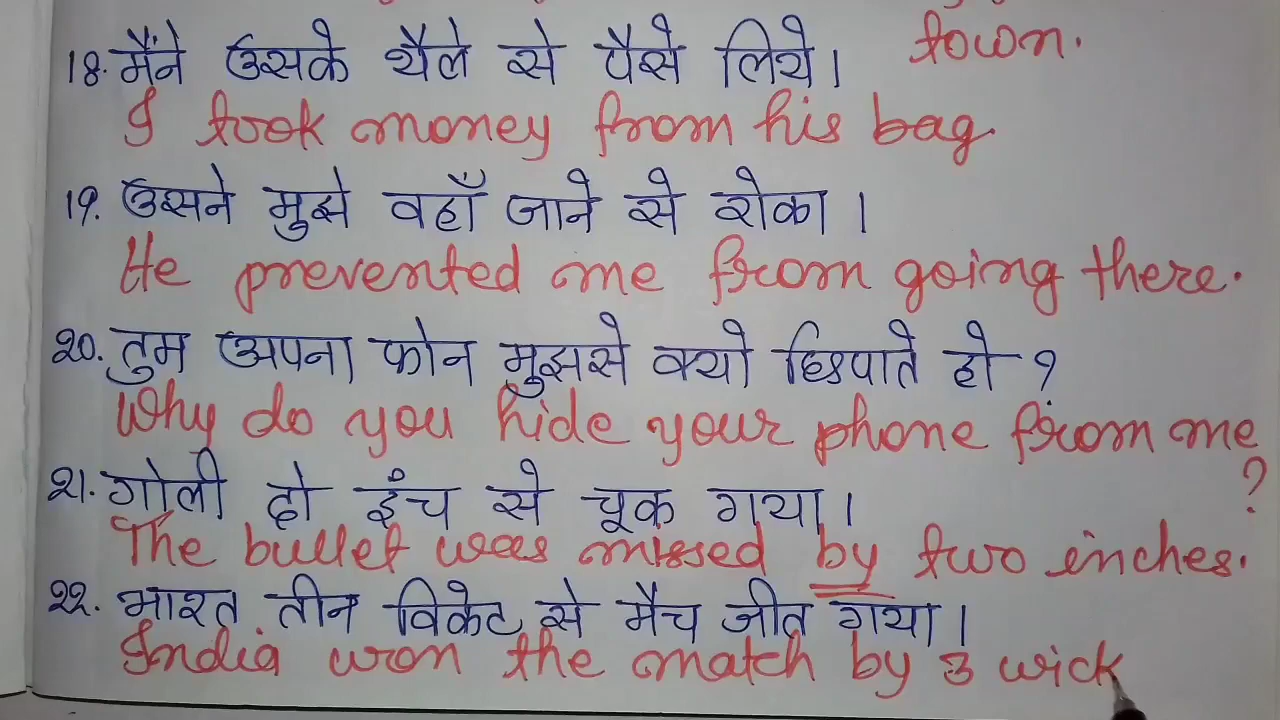 town.
18. मैंने उसके थैले से पैसे लिये।
I took money from his bag.
19. उसने मुझे वहाँ जाने से रोका।
He prevented me from going there.
20. तुम अपना फोन मुझसे क्यो छिपाते हो ?
Why do you hide your phone from me
?
21. गोली दो इंच से चूक गया।
The bullet was missed by two inches.
22. भारत तीन विकेट से मैच जीत गया।
India won the match by 3 wick